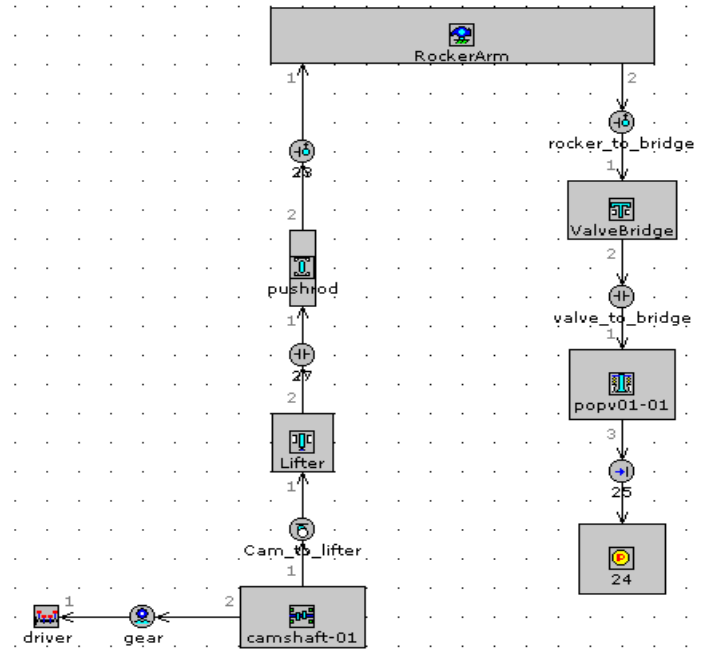 RockerArm
1
2
rocker_to_bridge
28
1
ValveBridge
2
2
pushrod
valve_to_bridge
1
1
27
popv01-01
2
3
Lifter
25
1
Cam_to_lifter
24
1
1
2
driver
gear
camshaft-01